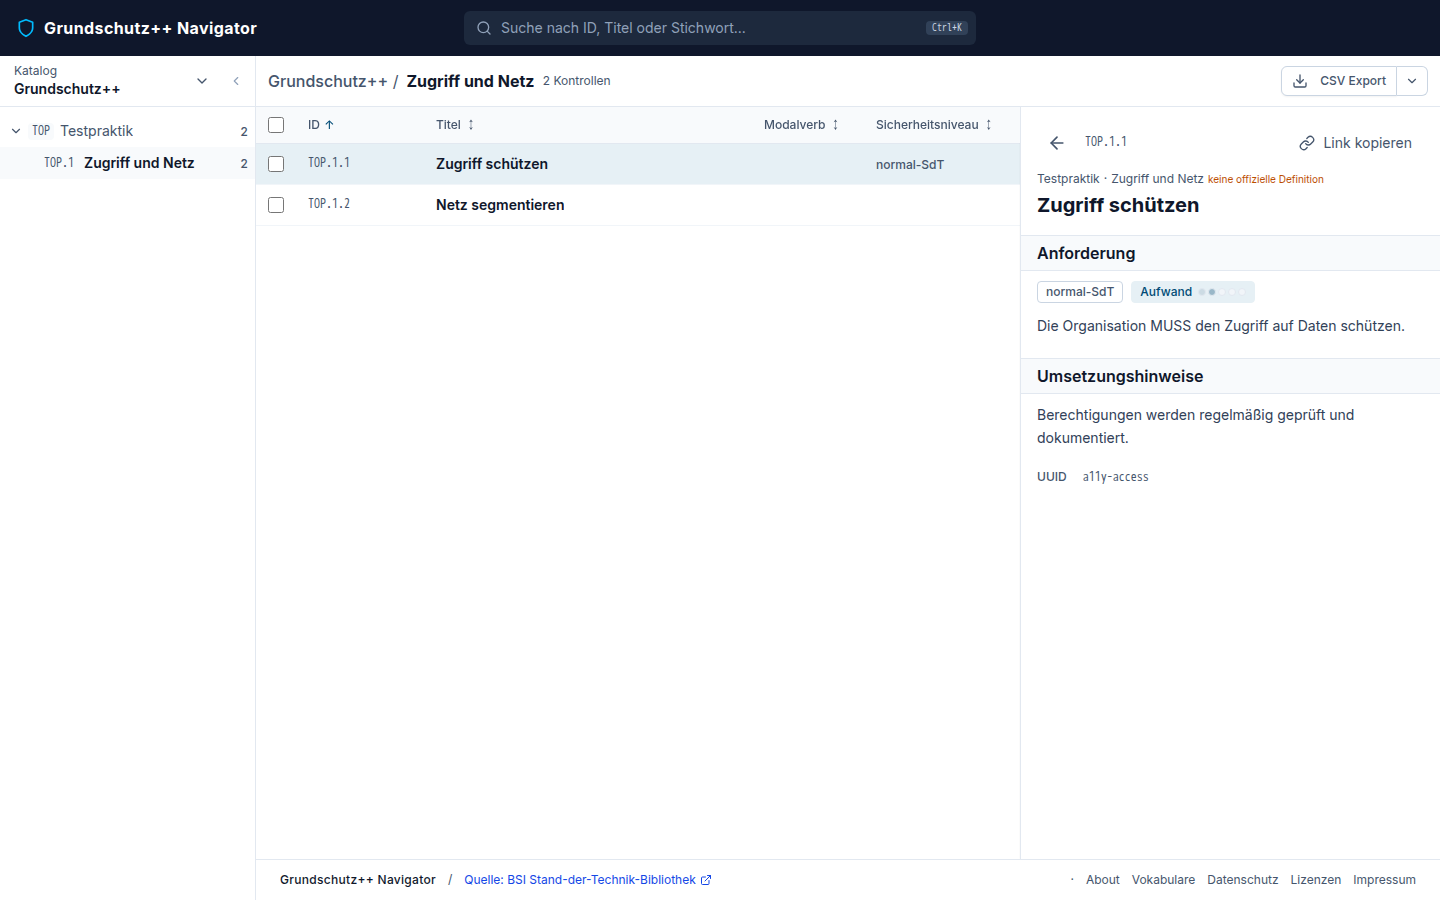 Grundschutz++ Navigator
Suche nach ID, Titel oder Stichwort...
Ctrl+K
Katalog
Grundschutz++
TOP Testpraktik 2
TOP.1 Zugriff und Netz 2
Grundschutz++ / Zugriff und Netz 2 Kontrollen
CSV Export
ID Titel Modalverb Sicherheitsniveau
TOP.1.1 Zugriff schützen normal-SdT
TOP.1.2 Netz segmentieren
TOP.1.1 Link kopieren
Testpraktik · Zugriff und Netz keine offizielle Definition
Zugriff schützen
Anforderung
normal-SdT Aufwand
Die Organisation MUSS den Zugriff auf Daten schützen.
Umsetzungshinweise
Berechtigungen werden regelmäßig geprüft und
dokumentiert.
UUID a11y-access
Grundschutz++ Navigator / Quelle: BSI Stand-der-Technik-Bibliothek
· About Vokabulare Datenschutz Lizenzen Impressum